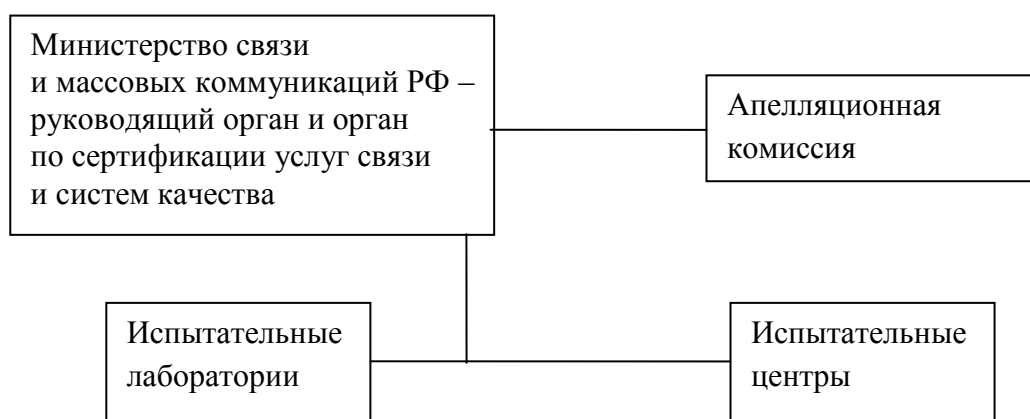 Министерство связи
и массовых коммуникаций РФ –
руководящий орган и орган
по сертификации услуг связи
и систем качества
Апелляционная
комиссия
Испытательные
лаборатории
Испытательные
центры